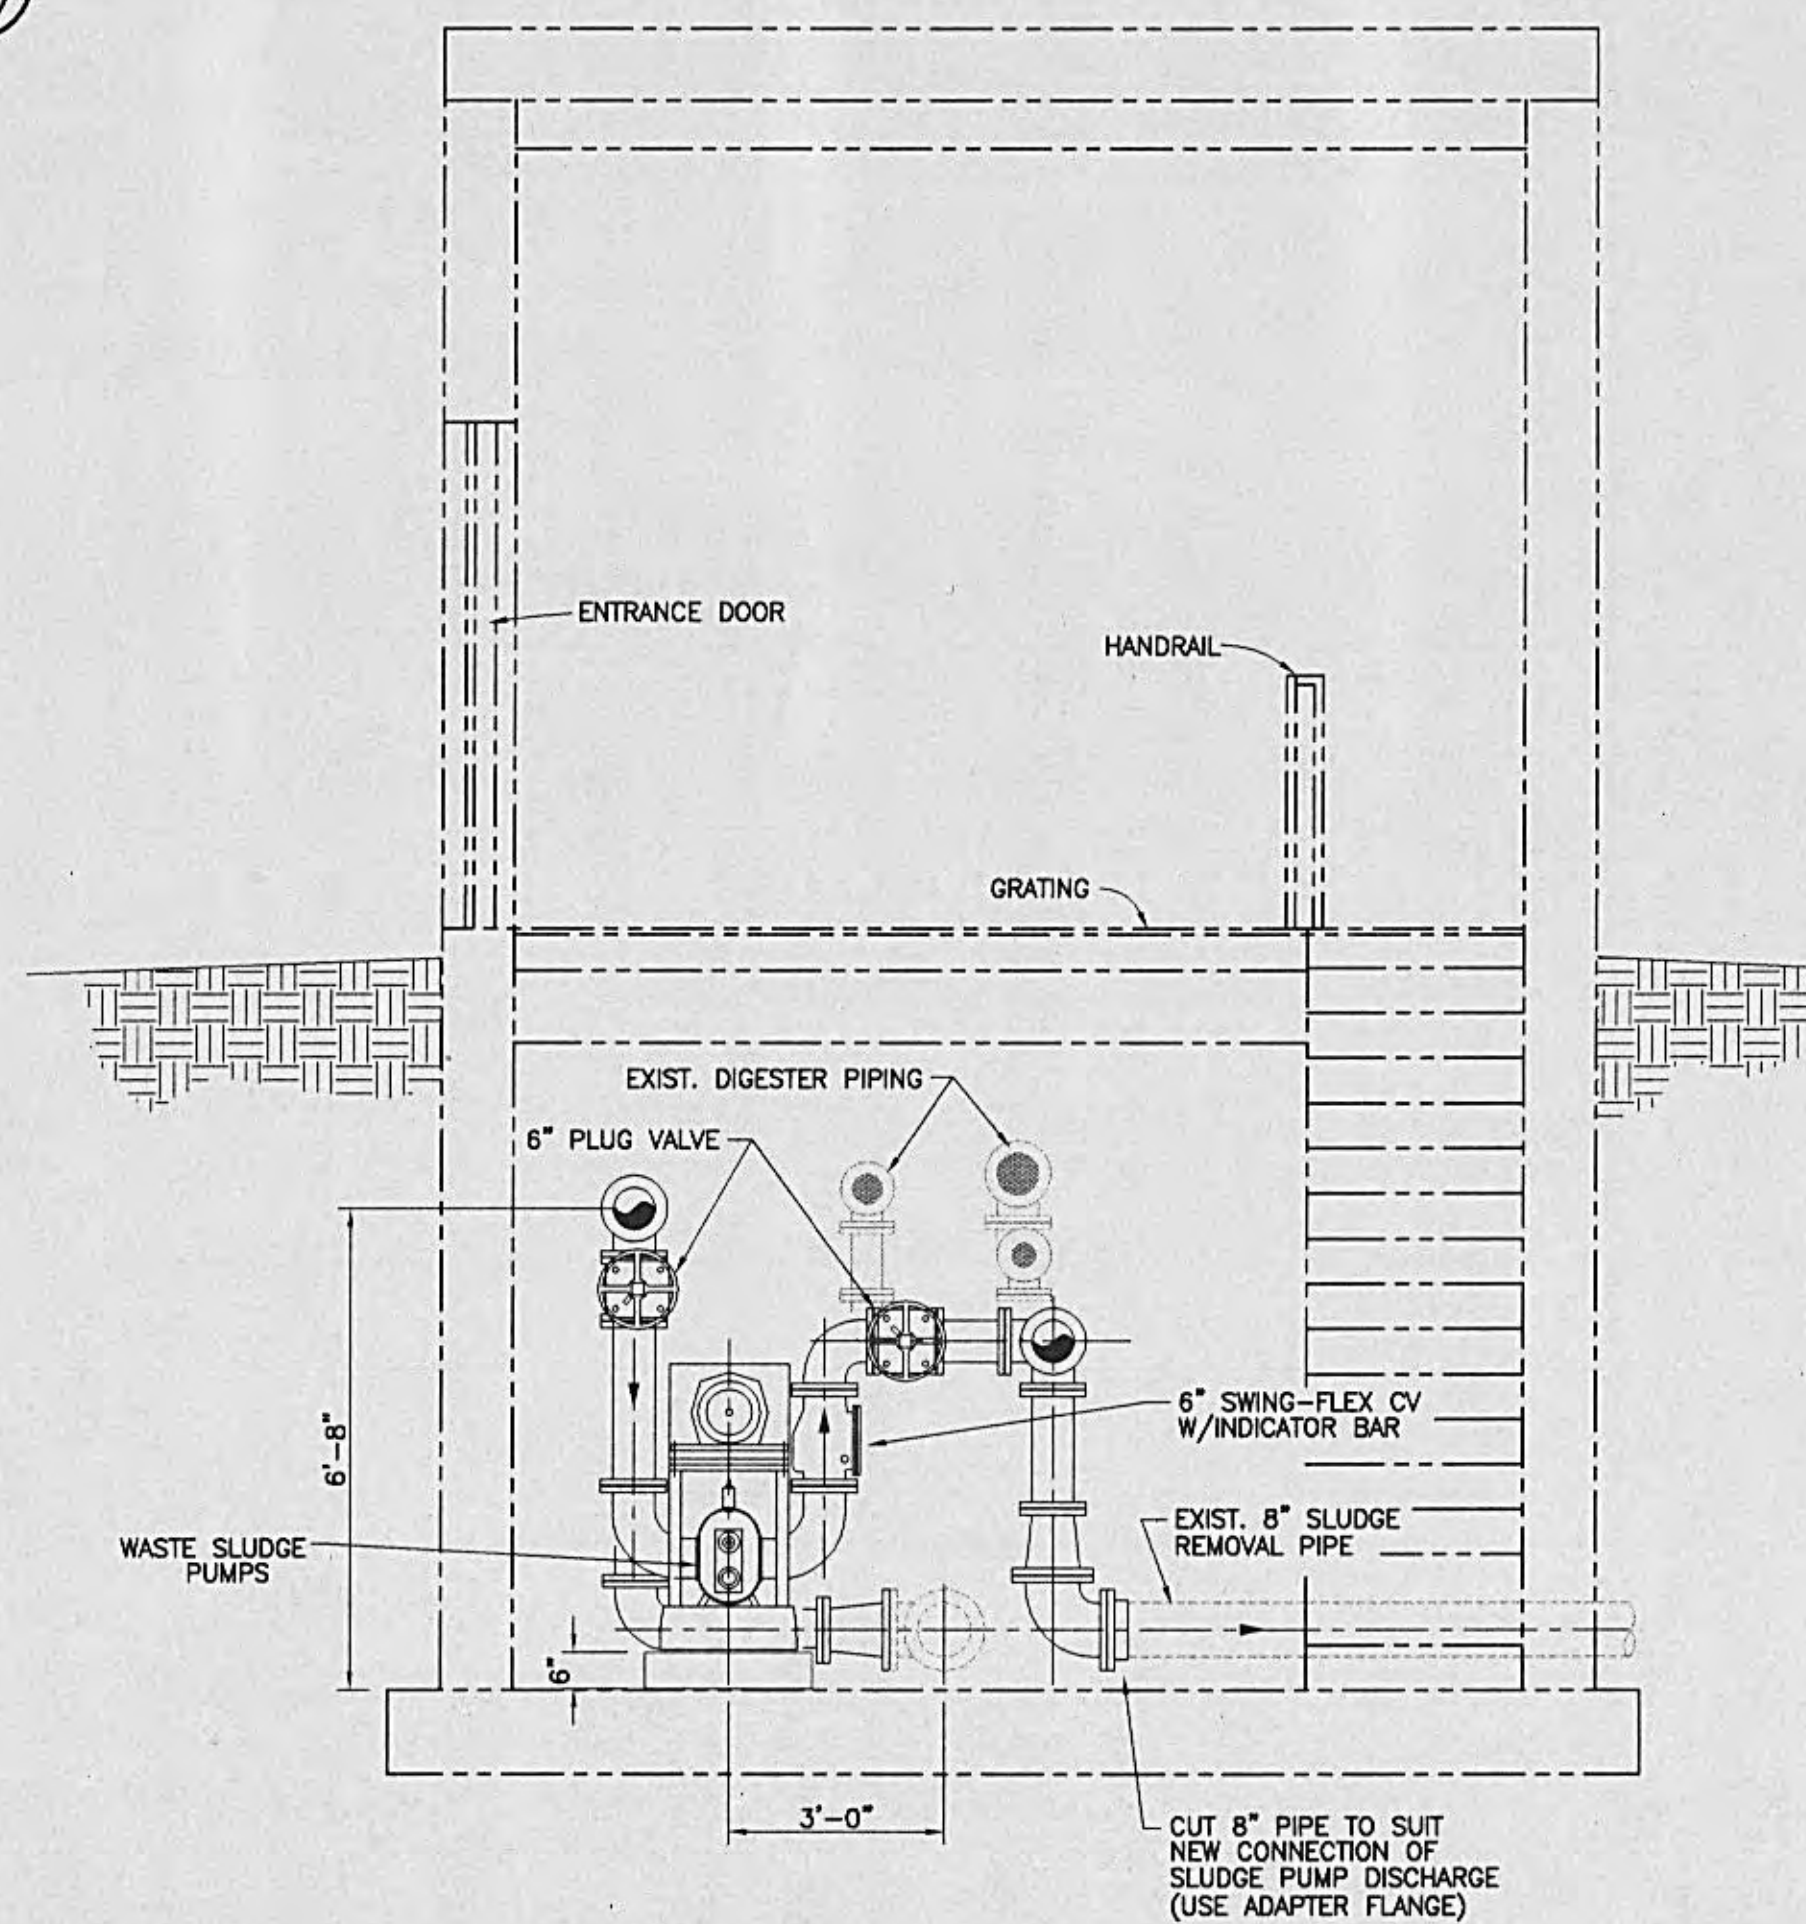 ENTRANCE DOOR
HANDRAIL
GRATING
EXIST. DIGESTER PIPING
6" PLUG VALVE
6'-8"
6" SWING-FLEX CV
W/INDICATOR BAR
EXIST. 8" SLUDGE
REMOVAL PIPE
WASTE SLUDGE
PUMPS
6"
3'-0"
CUT 8" PIPE TO SUIT
NEW CONNECTION OF
SLUDGE PUMP DISCHARGE
(USE ADAPTER FLANGE)